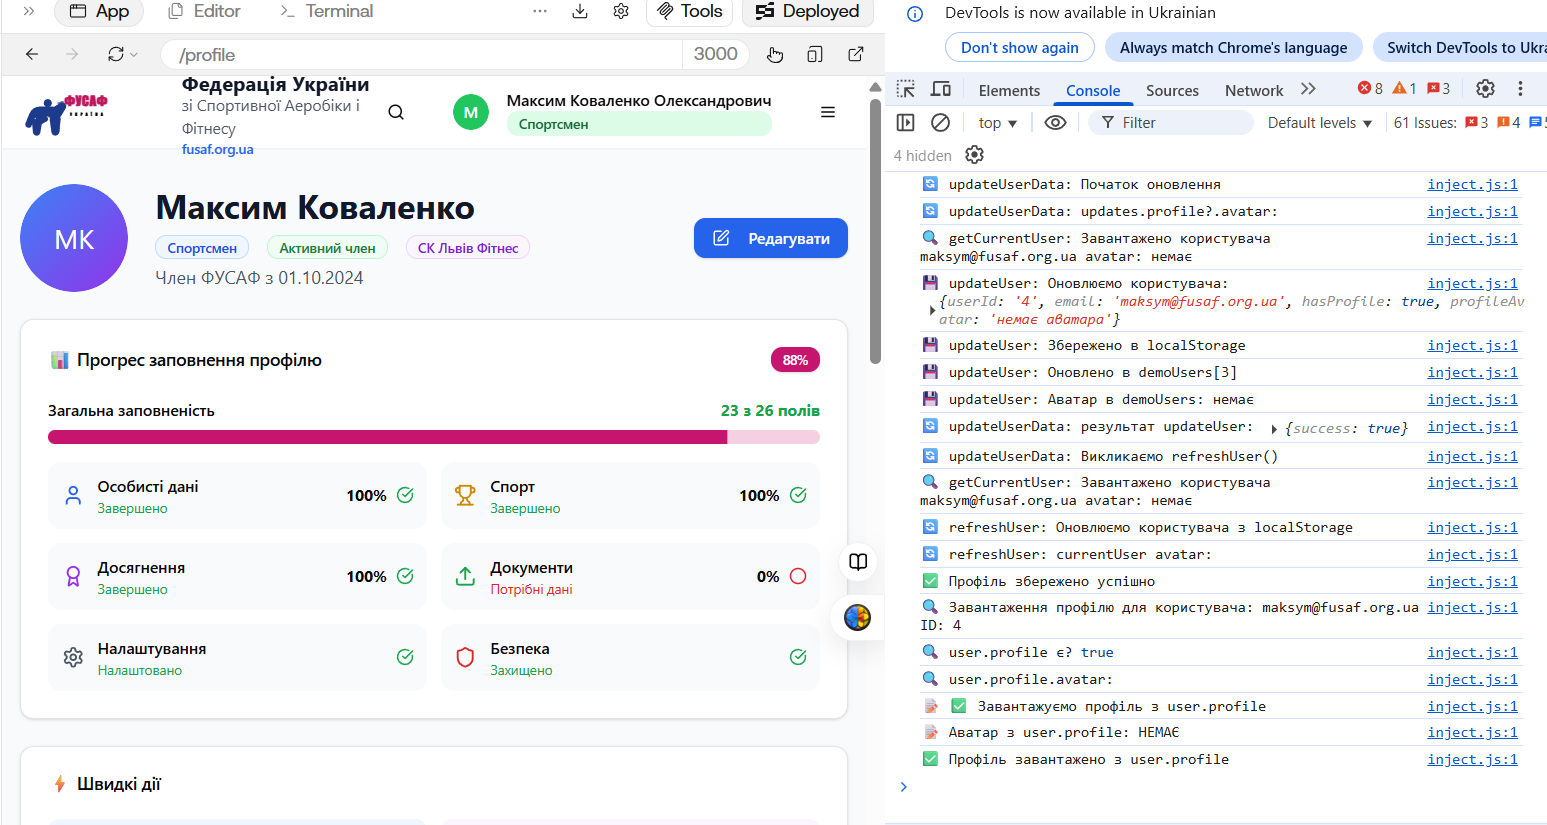 App
Editor
Terminal
Tools
Deployed
/profile
3000
ФУСАФ
УКРАЇНА
Федерація України
зі Спортивної Аеробіки і
Фітнесу
fusaf.org.ua
М
Максим Коваленко Олександрович
Спортсмен
МК
Максим Коваленко
Спортсмен
Активний член
СК Львів Фітнес
Член ФУСАФ з 01.10.2024
Редагувати
Прогрес заповнення профілю
88%
Загальна заповненість
23 з 26 полів
Особисті дані
Завершено
100%
Спорт
Завершено
100%
Досягнення
Завершено
100%
Документи
Потрібні дані
0%
Налаштування
Налаштовано
Безпека
Захищено
Швидкі дії
DevTools is now available in Ukrainian
Don't show again
Always match Chrome's language
Switch DevTools to Ukra
Elements
Console
Sources
Network
8
1
3
top
Filter
Default levels
61 Issues:
3
4
5
4 hidden
updateUserData: Початок оновлення inject.js:1
updateUserData: updates.profile?.avatar: inject.js:1
getCurrentUser: Завантажено користувача inject.js:1
maksym@fusaf.org.ua avatar: немає
updateUser: Оновлюємо користувача: inject.js:1
{userId: '4', email: 'maksym@fusaf.org.ua', hasProfile: true, profileAv
atar: 'немає аватара'}
updateUser: Збережено в localStorage inject.js:1
updateUser: Оновлено в demoUsers[3] inject.js:1
updateUser: Аватар в demoUsers: немає inject.js:1
updateUserData: результат updateUser: {success: true} inject.js:1
updateUserData: Викликаємо refreshUser() inject.js:1
getCurrentUser: Завантажено користувача inject.js:1
maksym@fusaf.org.ua avatar: немає
refreshUser: Оновлюємо користувача з localStorage inject.js:1
refreshUser: currentUser avatar: inject.js:1
Профіль збережено успішно inject.js:1
Завантаження профілю для користувача: maksym@fusaf.org.ua inject.js:1
ID: 4
user.profile є? true inject.js:1
user.profile.avatar: inject.js:1
Завантажуємо профіль з user.profile inject.js:1
Аватар з user.profile: НЕМАЄ inject.js:1
Профіль завантажено з user.profile inject.js:1